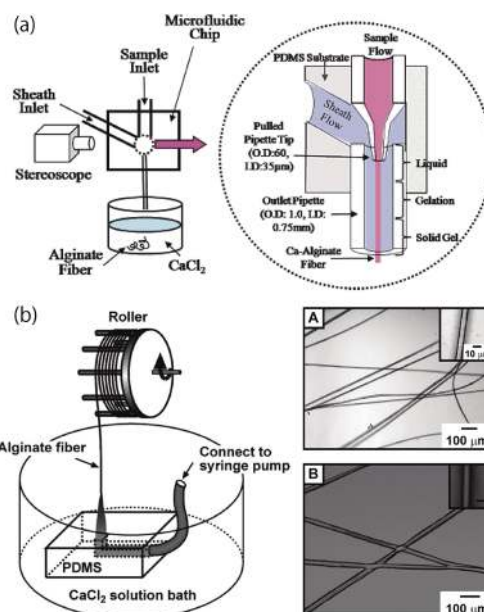 (a)
Microfluidic
Chip
Sample
Inlet
Sheath
Inlet
Stereoscope
Alginate
Fiber
CaCl2
Sample
Flow
PDMS Substrate
Sheath
Flow
Pulled
Pipette Tip
(O.D:60,
I.D:35μm)
Outlet Pipette
(O.D: 1.0, I.D:
0.75mm)
Ca-Alginate
Fiber
Liquid
Gelation
Solid Gel.
(b)
Roller
Alginate fiber
Connect to
syringe pump
PDMS
CaCl2 solution bath
A
10 μm
100 μm
B
100 μm